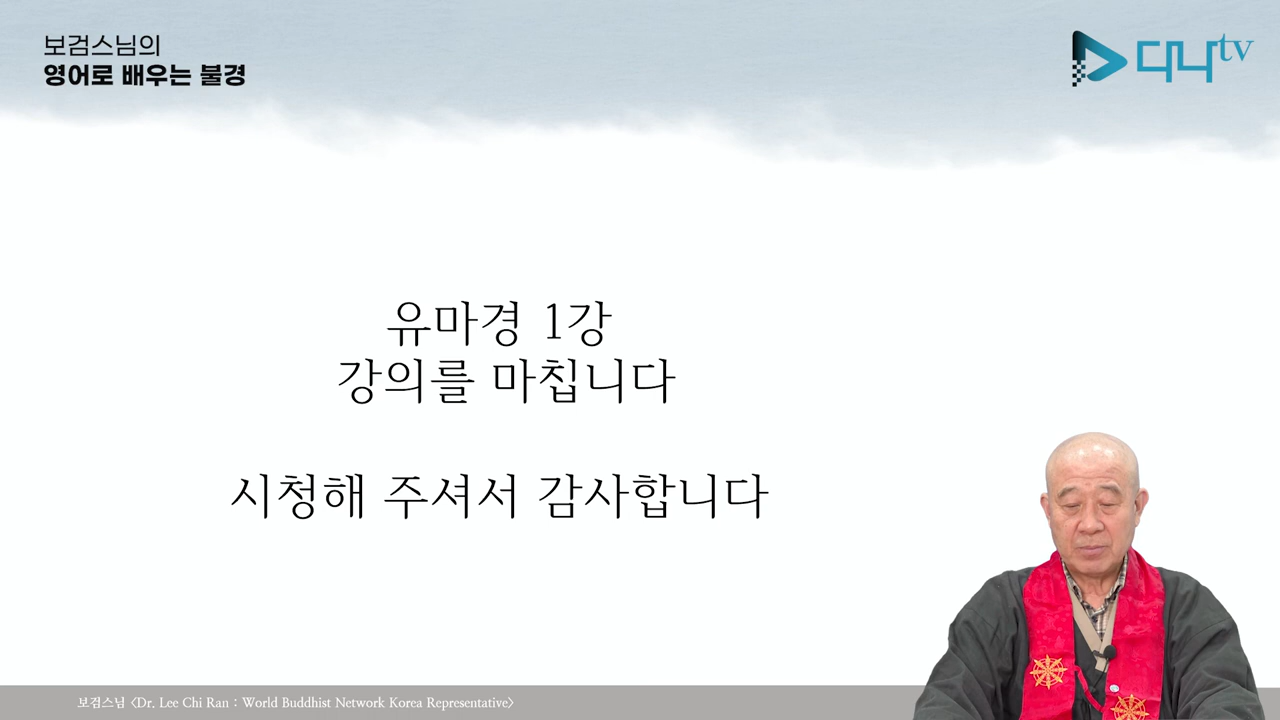 보검스님의
영어로 배우는 불경
디나tv
유마경 1강
강의를 마칩니다
시청해 주셔서 감사합니다
보검스님 <Dr. Lee Chi Ran : World Buddhist Network Korea Representative>